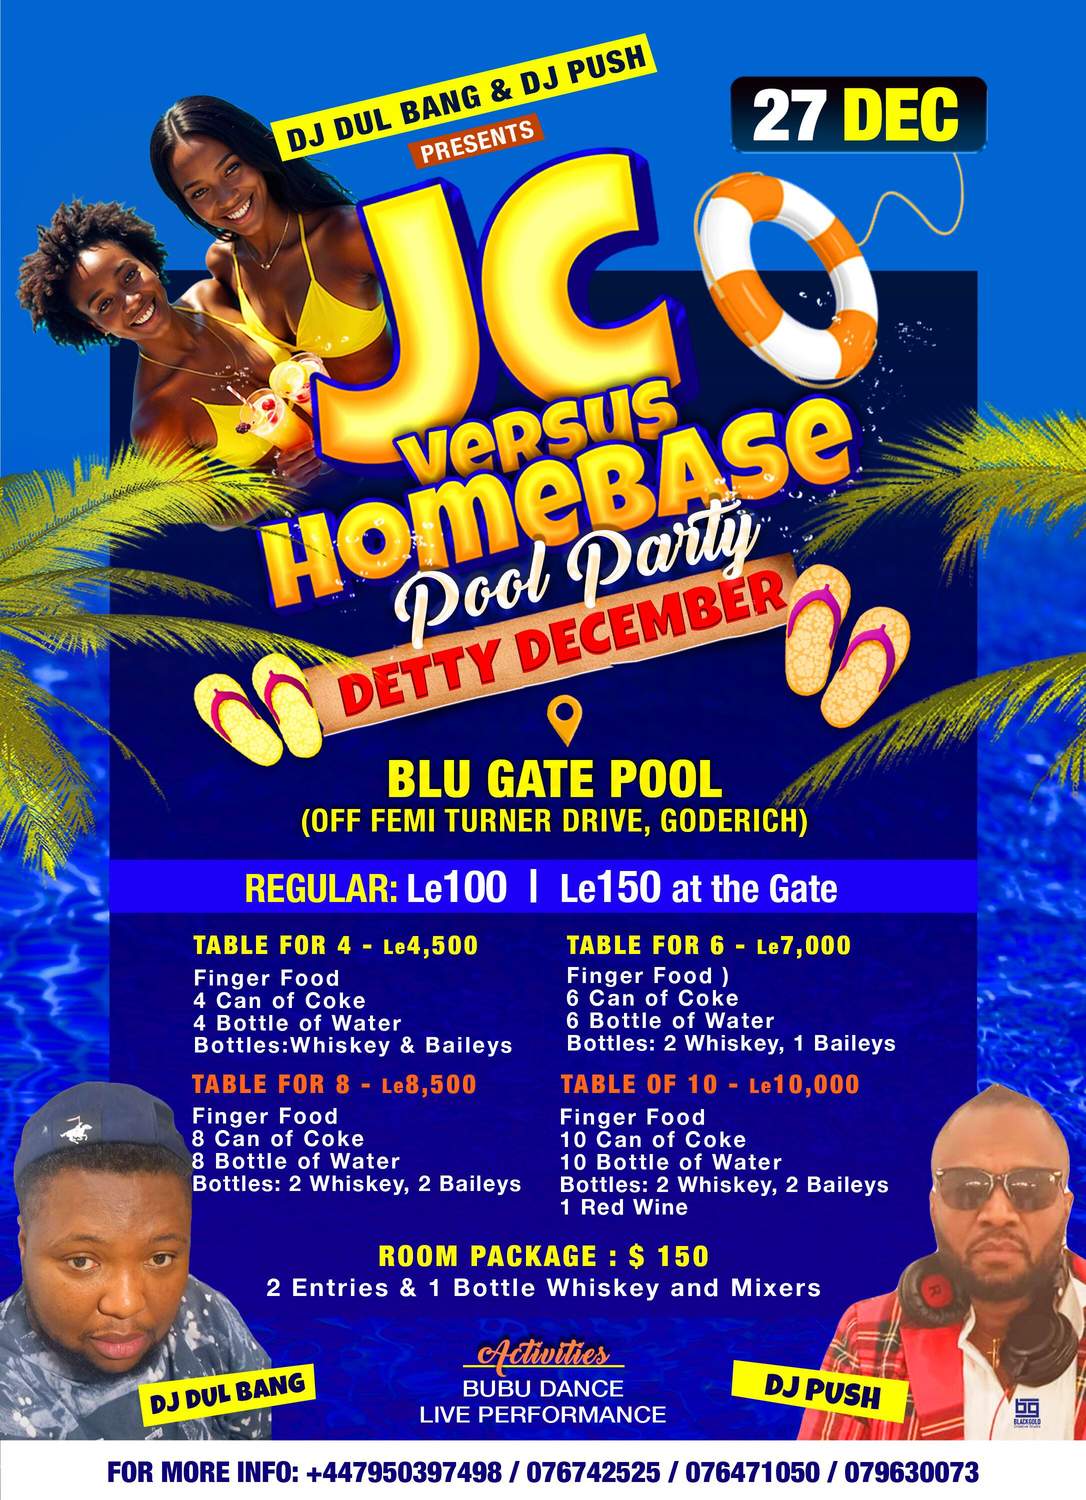 DJ DUL BANG & DJ PUSH
PRESENTS
27 DEC
JC
VERSUS
HOMEBASE
Pool Party
DETTY DECEMBER
BLU GATE POOL
(OFF FEMI TURNER DRIVE, GODERICH)
REGULAR: Le100 | Le150 at the Gate
TABLE FOR 4 - Le4,500
Finger Food
4 Can of Coke
4 Bottle of Water
Bottles:Whiskey & Baileys
TABLE FOR 6 - Le7,000
Finger Food )
6 Can of Coke
6 Bottle of Water
Bottles: 2 Whiskey, 1 Baileys
TABLE FOR 8 - Le8,500
Finger Food
8 Can of Coke
8 Bottle of Water
Bottles: 2 Whiskey, 2 Baileys
TABLE OF 10 - Le10,000
Finger Food
10 Can of Coke
10 Bottle of Water
Bottles: 2 Whiskey, 2 Baileys
1 Red Wine
ROOM PACKAGE : $ 150
2 Entries & 1 Bottle Whiskey and Mixers
Activities
BUBU DANCE
LIVE PERFORMANCE
DJ DUL BANG
DJ PUSH
bg
BLACKGOLD
FOR MORE INFO: +447950397498 / 076742525 / 076471050 / 079630073